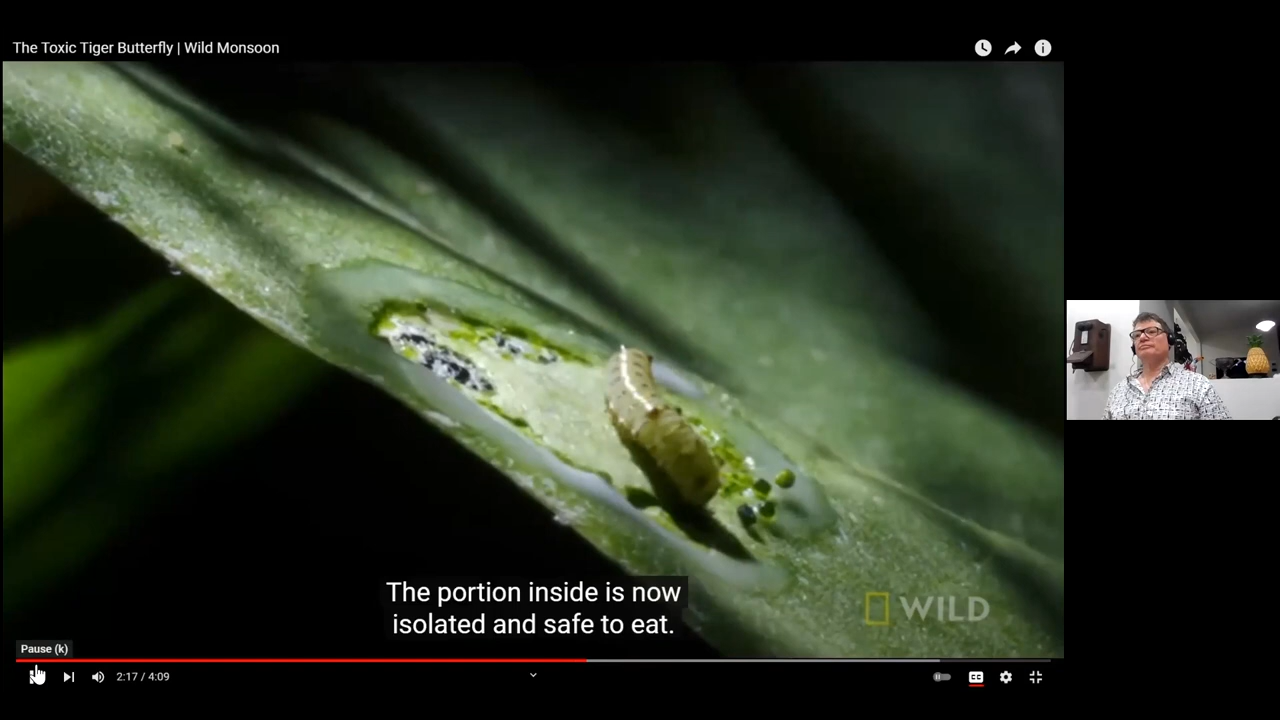 The Toxic Tiger Butterfly | Wild Monsoon
The portion inside is now
isolated and safe to eat.
WILD
Pause (k)
2:17 / 4:09
CC